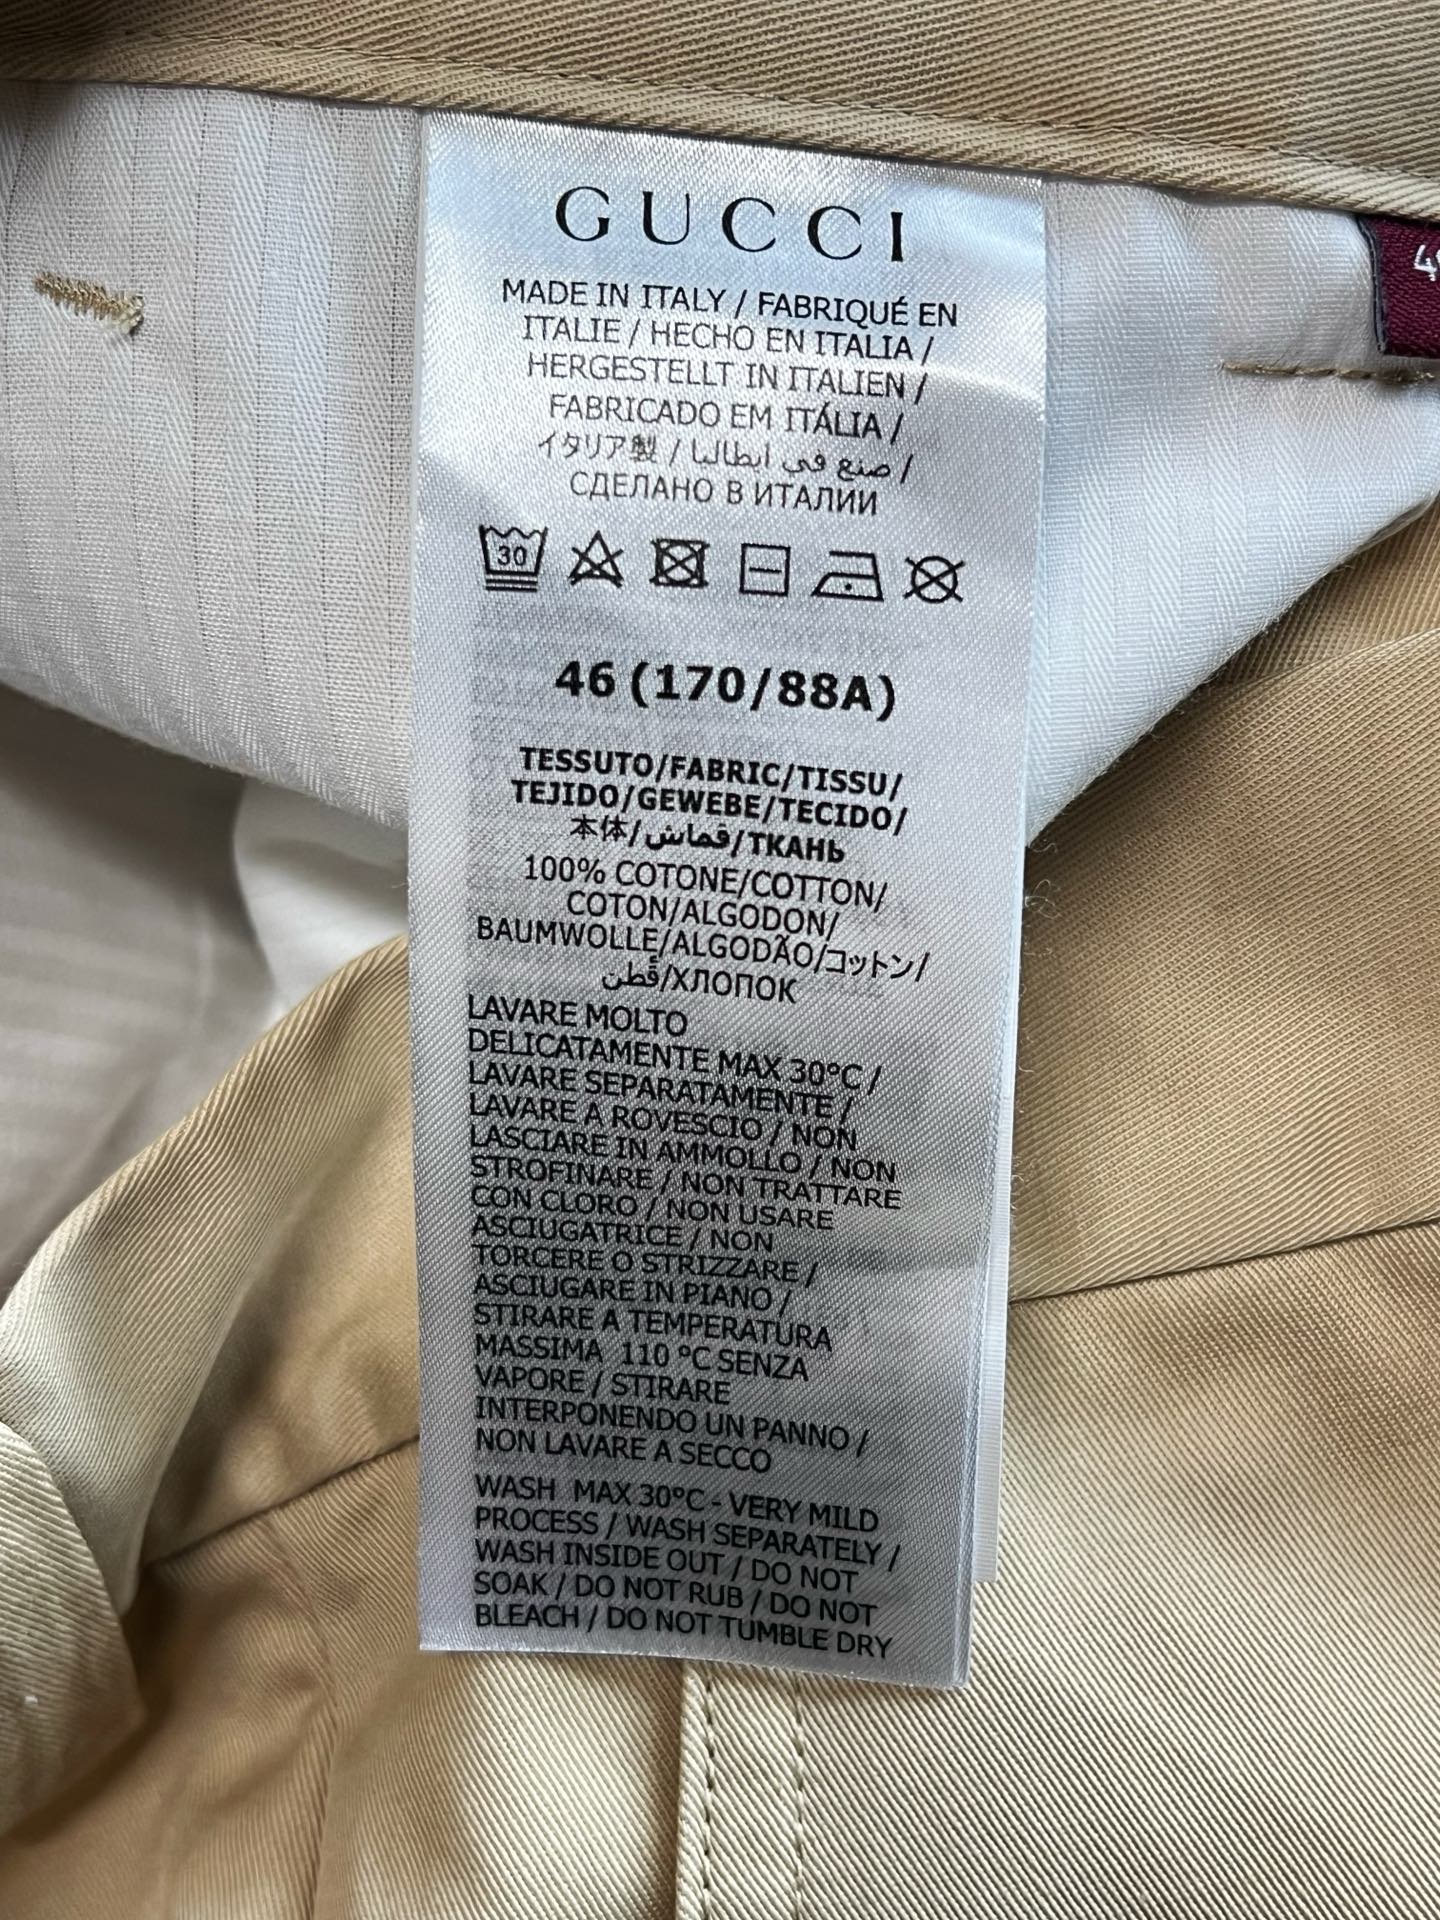 GUCCI
MADE IN ITALY / FABRIQUÉ EN
ITALIE / HECHO EN ITALIA /
HERGESTELLT IN ITALIEN /
FABRICADO EM ITÁLIA /
イタリア製 / صنع في ايطاليا /
СДЕЛАНО В ИТАЛИИ
30
46 (170/88A)
TESSUTO/FABRIC/TISSU/
TEJIDO/GEWEBE/TECIDO/
本体/قماش/ТКАНЬ
100% COTONE/COTTON/
COTON/ALGODON/
BAUMWOLLE/ALGODÃO/コットン/
قُطن/ХЛОПОК
LAVARE MOLTO
DELICATAMENTE MAX 30°C /
LAVARE SEPARATAMENTE /
LAVARE A ROVESCIO / NON
LASCIARE IN AMMOLLO / NON
STROFINARE / NON TRATTARE
CON CLORO / NON USARE
ASCIUGATRICE / NON
TORCERE O STRIZZARE /
ASCIUGARE IN PIANO /
STIRARE A TEMPERATURA
MASSIMA 110 °C SENZA
VAPORE / STIRARE
INTERPONENDO UN PANNO /
NON LAVARE A SECCO
WASH MAX 30°C - VERY MILD
PROCESS / WASH SEPARATELY /
WASH INSIDE OUT / DO NOT
SOAK / DO NOT RUB / DO NOT
BLEACH / DO NOT TUMBLE DRY